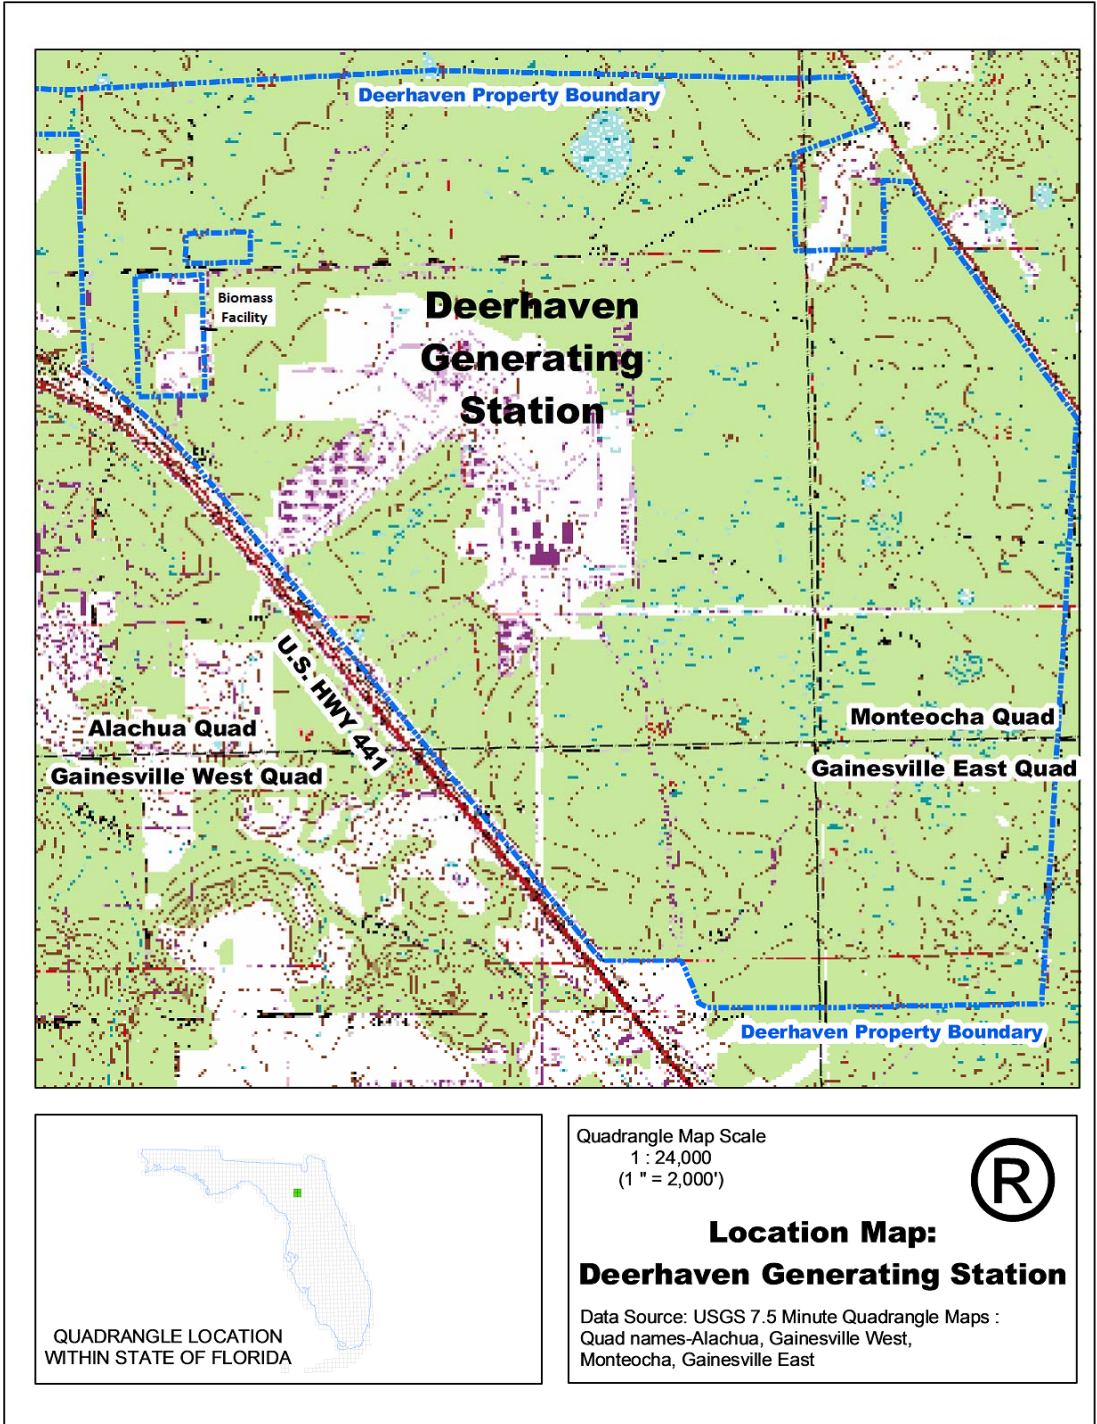 Deerhaven Property Boundary
Biomass
Facility
Deerhaven
Generating
Station
U.S. HWY 441
Alachua Quad
Monteocha Quad
Gainesville West Quad
Gainesville East Quad
Deerhaven Property Boundary
QUADRANGLE LOCATION
WITHIN STATE OF FLORIDA
Quadrangle Map Scale
1 : 24,000
(1 " = 2,000')
®
Location Map:
Deerhaven Generating Station
Data Source: USGS 7.5 Minute Quadrangle Maps :
Quad names-Alachua, Gainesville West,
Monteocha, Gainesville East